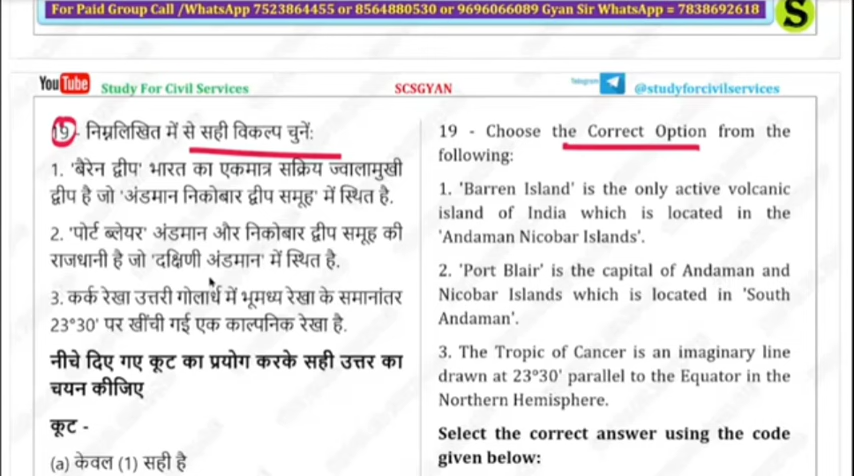 For Paid Group Call /WhatsApp 7523864455 or 8564880530 or 9696066089 Gyan Sir WhatsApp = 7838692618
S
YouTube Study For Civil Services
SCSGYAN
Telegram @studyforcivilservices
19 - निम्नलिखित में से सही विकल्प चुनें:
1. 'बैरेन द्वीप' भारत का एकमात्र सक्रिय ज्वालामुखी
द्वीप है जो 'अंडमान निकोबार द्वीप समूह' में स्थित है.
2. 'पोर्ट ब्लेयर' अंडमान और निकोबार द्वीप समूह की
राजधानी है जो 'दक्षिणी अंडमान' में स्थित है.
3. कर्क रेखा उत्तरी गोलार्ध में भूमध्य रेखा के समानांतर
23°30' पर खींची गई एक काल्पनिक रेखा है.
नीचे दिए गए कूट का प्रयोग करके सही उत्तर का
चयन कीजिए
कूट -
(a) केवल (1) सही है
19 - Choose the Correct Option from the
following:
1. 'Barren Island' is the only active volcanic
island of India which is located in the
'Andaman Nicobar Islands'.
2. 'Port Blair' is the capital of Andaman and
Nicobar Islands which is located in 'South
Andaman'.
3. The Tropic of Cancer is an imaginary line
drawn at 23°30' parallel to the Equator in the
Northern Hemisphere.
Select the correct answer using the code
given below: